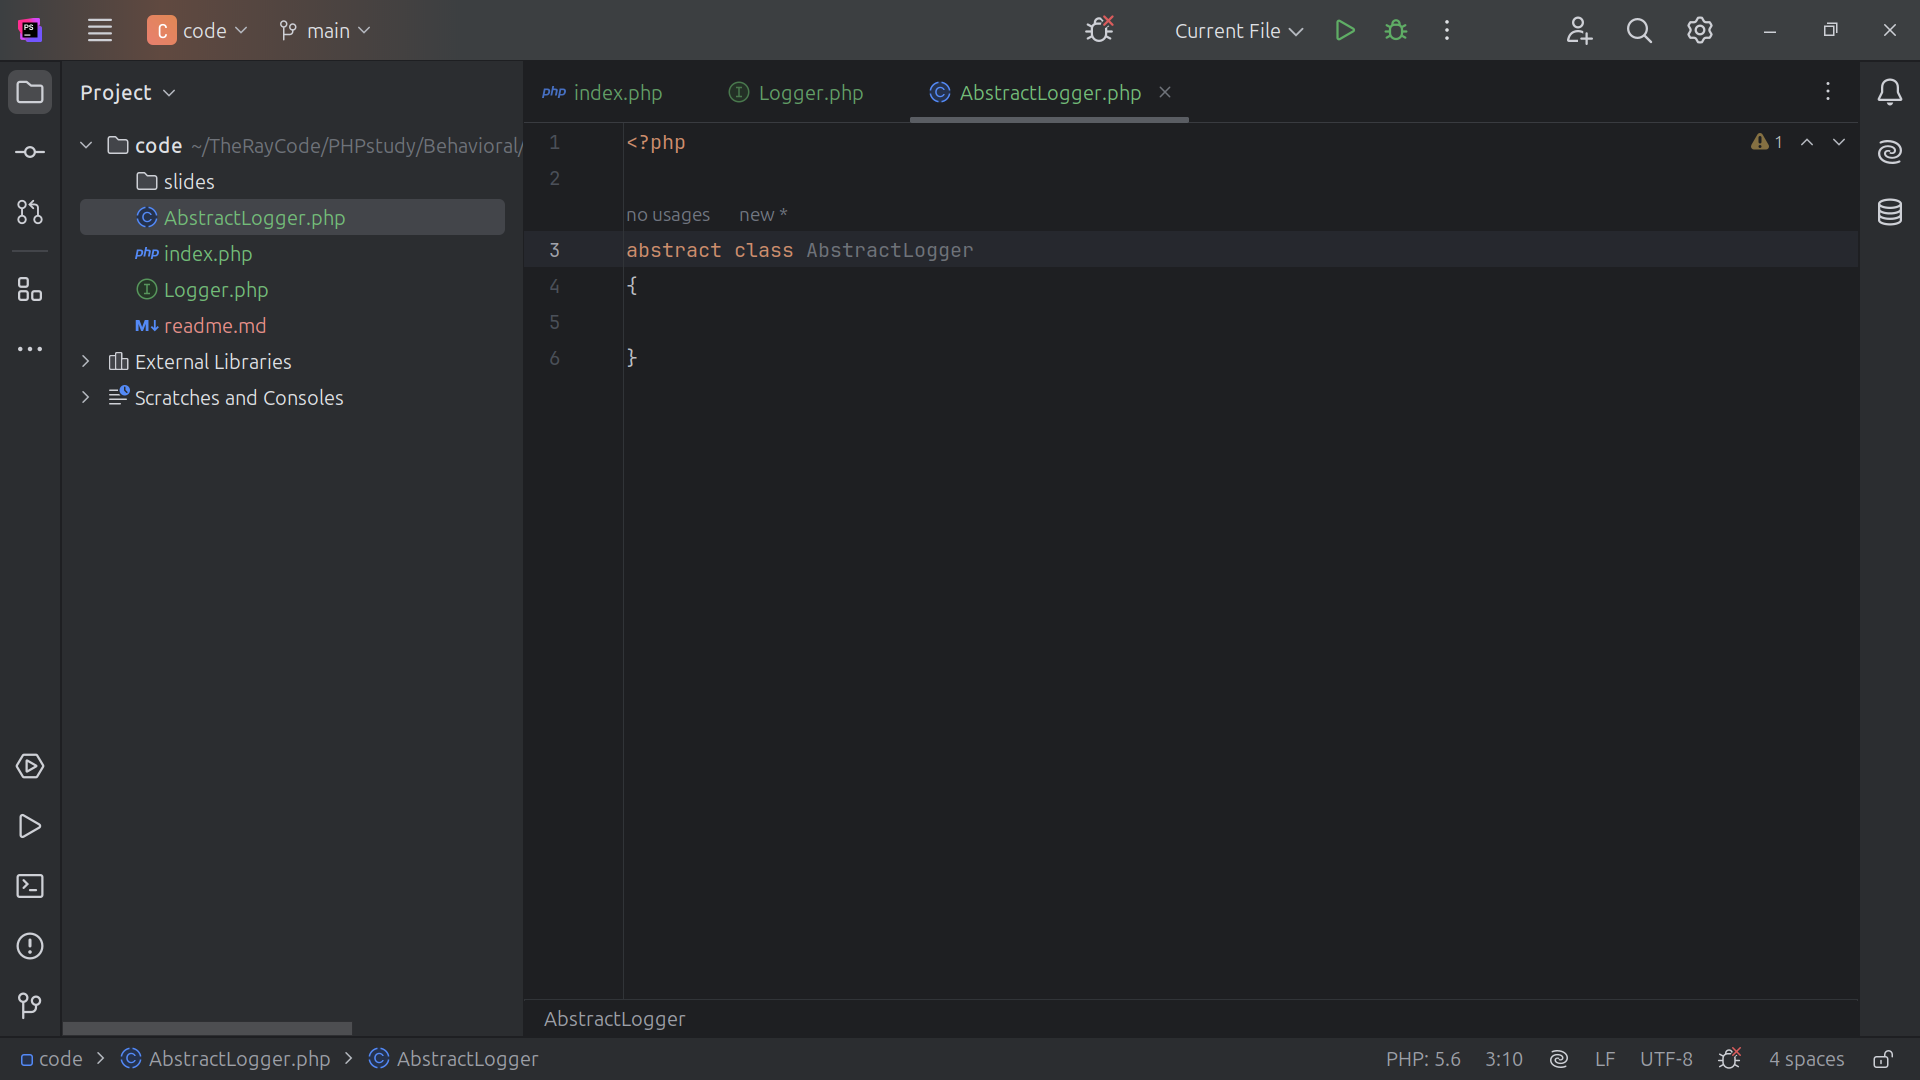 PS
C code main
Current File
Project
code ~/TheRayCode/PHPstudy/Behavioral/
slides
AbstractLogger.php
php index.php
Logger.php
M↓ readme.md
External Libraries
Scratches and Consoles
php index.php Logger.php AbstractLogger.php
1 <?php
1
2
no usages new *
3 abstract class AbstractLogger
4 {
5
6 }
AbstractLogger
code > AbstractLogger.php > AbstractLogger
PHP: 5.6 3:10 LF UTF-8 4 spaces